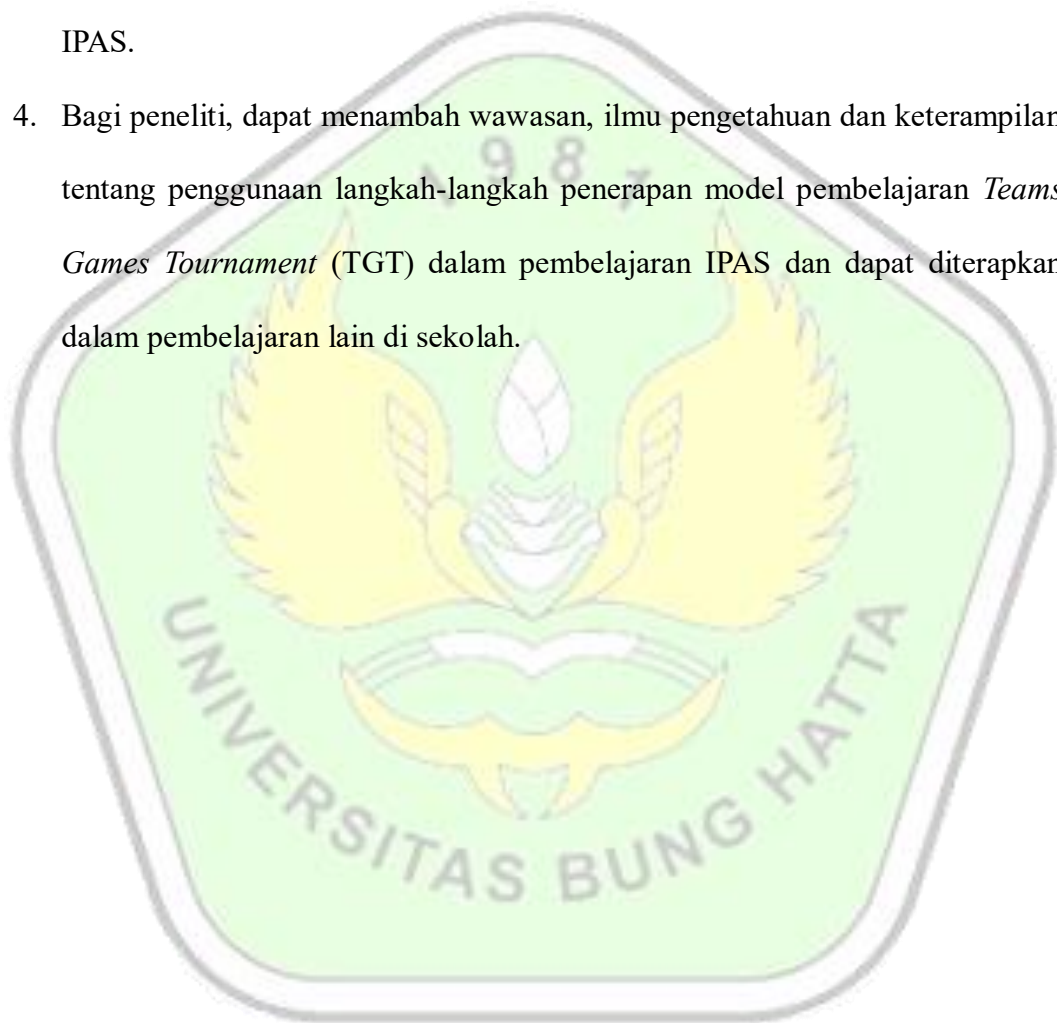 IPAS.
4. Bagi peneliti, dapat menambah wawasan, ilmu pengetahuan dan keterampilan
1981
tentang penggunaan langkah-langkah penerapan model pembelajaran Teams
Games Tournament (TGT) dalam pembelajaran IPAS dan dapat diterapkan
dalam pembelajaran lain di sekolah.
UNIVERSITAS BUNG HATTA